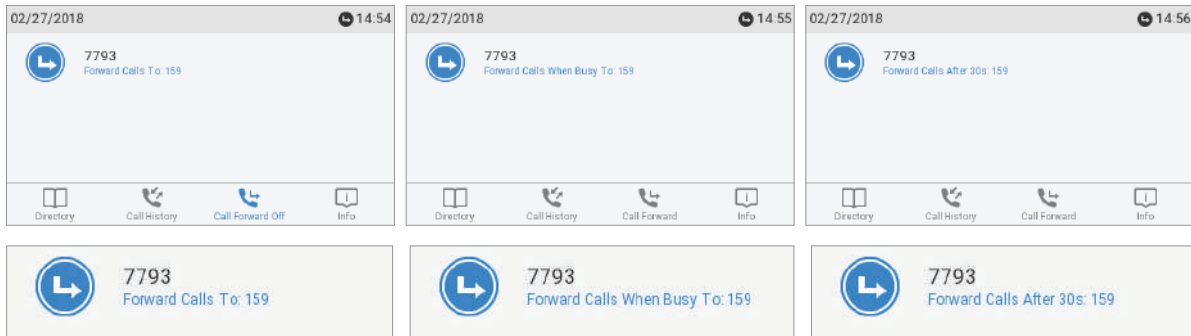 02/27/2018 14:54
7793
Forward Calls To: 159
Directory Call History Call Forward Off Info
02/27/2018 14:55
7793
Forward Calls When Busy To: 159
Directory Call History Call Forward Info
02/27/2018 14:56
7793
Forward Calls After 30s: 159
Directory Call History Call Forward Info
7793
Forward Calls To: 159
7793
Forward Calls When Busy To: 159
7793
Forward Calls After 30s: 159